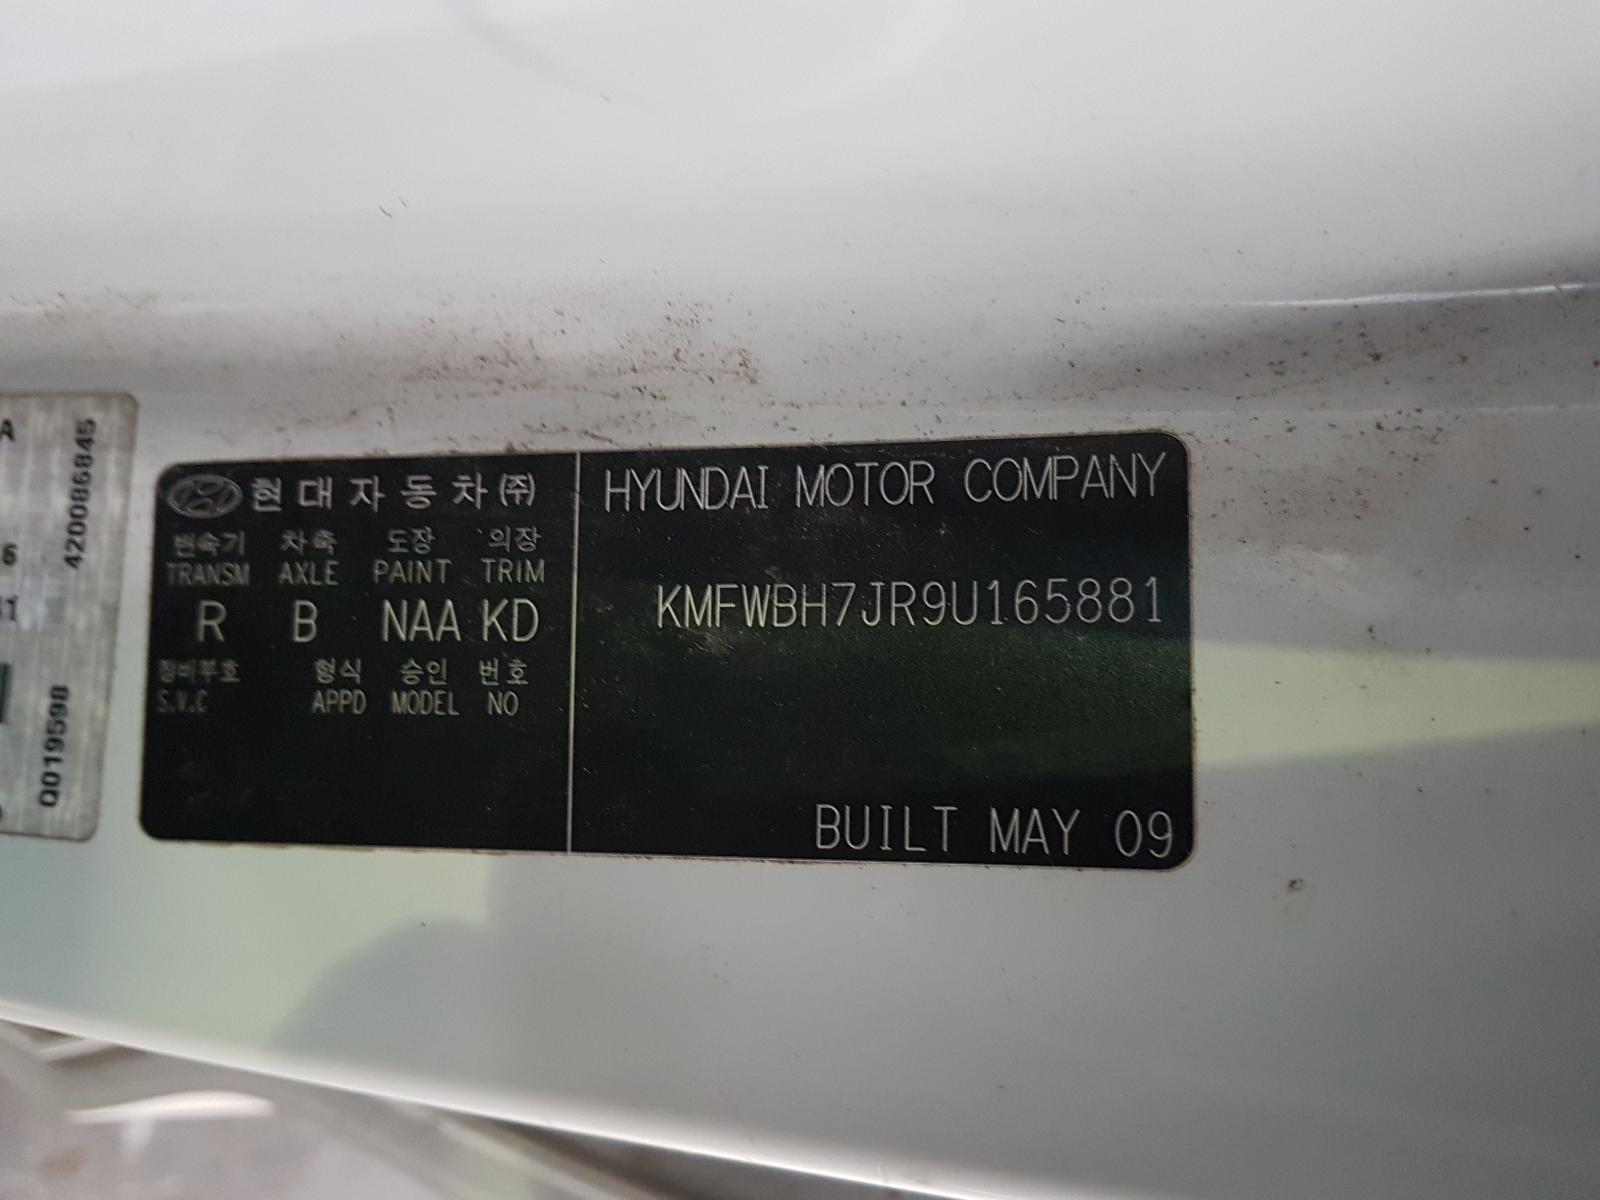 A
6
420086845
Q019598
현대자동차(주)
변속기 차축 도장 의장
TRANSM AXLE PAINT TRIM
R B NAA KD
정비부호 형식 승인 번호
S.V.C APPD MODEL NO
HYUNDAI MOTOR COMPANY
KMFWBH7JR9U165881
BUILT MAY 09